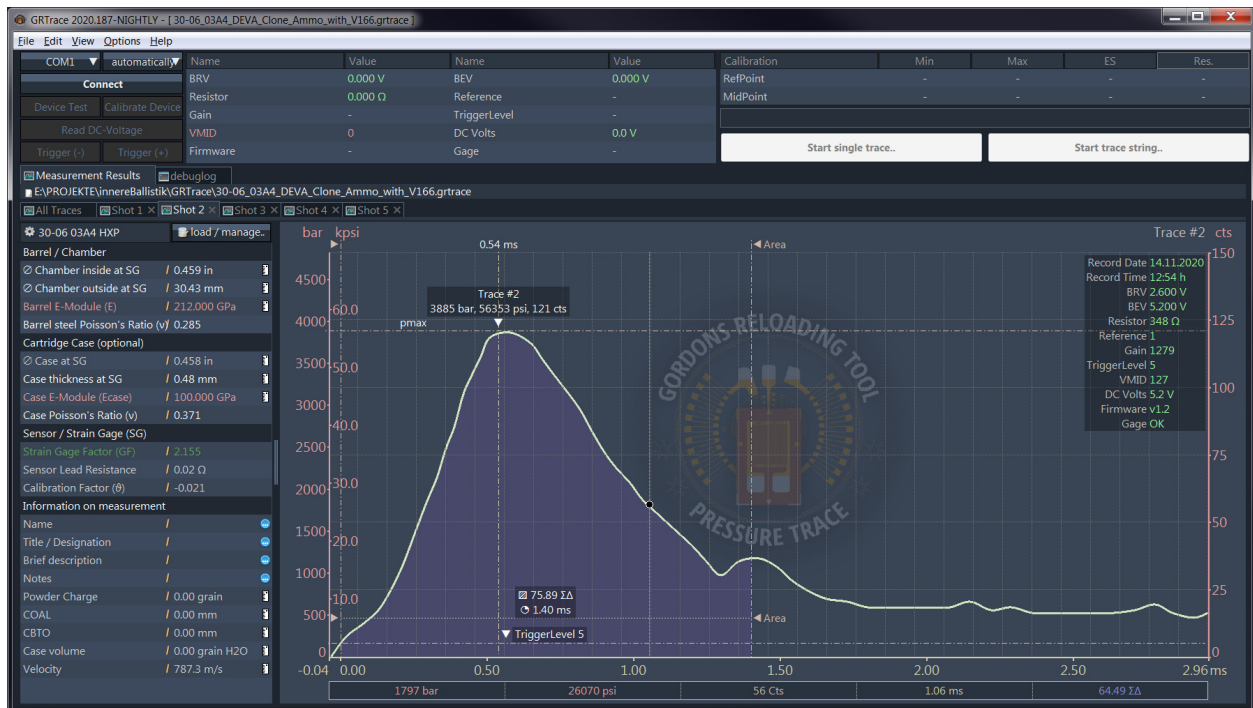 GRTrace 2020.187-NIGHTLY - [ 30-06_03A4_DEVA_Clone_Ammo_with_V166.grtrace ]
File Edit View Options Help
COM1 automatically Name Value Name Value Calibration Min Max ES Res.
Connect BRV 0.000 V BEV 0.000 V RefPoint - - - -
Resistor 0.000 Ω Reference - MidPoint - - - -
Device Test Calibrate Device Gain - TriggerLevel -
Read DC-Voltage VMID 0 DC Volts 0.0 V
Trigger (-) Trigger (+) Firmware - Gage - Start single trace.. Start trace string..
Measurement Results debuglog
E:\PROJEKTE\innereBallistik\GRTrace\30-06_03A4_DEVA_Clone_Ammo_with_V166.grtrace
All Traces Shot 1 Shot 2 Shot 3 Shot 4 Shot 5
30-06 03A4 HXP load / manage..
Barrel / Chamber
∅ Chamber inside at SG 0.459 in
∅ Chamber outside at SG 30.43 mm
Barrel E-Module (E) 212.000 GPa
Barrel steel Poisson's Ratio (ν) 0.285
Cartridge Case (optional)
∅ Case at SG 0.458 in
Case thickness at SG 0.48 mm
Case E-Module (Ecase) 100.000 GPa
Case Poisson's Ratio (ν) 0.371
Sensor / Strain Gage (SG)
Strain Gage Factor (GF) 2.155
Sensor Lead Resistance 0.02 Ω
Calibration Factor (ϑ) -0.021
Information on measurement
Name
Title / Designation
Brief description
Notes
Powder Charge 0.00 grain
COAL 0.00 mm
CBTO 0.00 mm
Case volume 0.00 grain H2O
Velocity 787.3 m/s
bar kpsi
0.54 ms
Area
Trace #2 cts
4500
4000
3500
3000
2500
2000
1500
1000
500
0
60.0
50.0
40.0
30.0
20.0
10.0
pmax
Trace #2
3885 bar, 56353 psi, 121 cts
GORDONS RELOADING TOOL
PRESSURE TRACE
75.89 ΣΔ
1.40 ms
TriggerLevel 5
Area
Record Date 14.11.2020
Record Time 12:54 h
BRV 2.600 V
BEV 5.200 V
Resistor 348 Ω
Reference 1
Gain 1279
TriggerLevel 5
VMID 127
DC Volts 5.2 V
Firmware v1.2
Gage OK
150
125
100
75
50
25
0
-0.04 0.00 0.50 1.00 1.50 2.00 2.50 2.96 ms
1797 bar 26070 psi 56 Cts 1.06 ms 64.49 ΣΔ